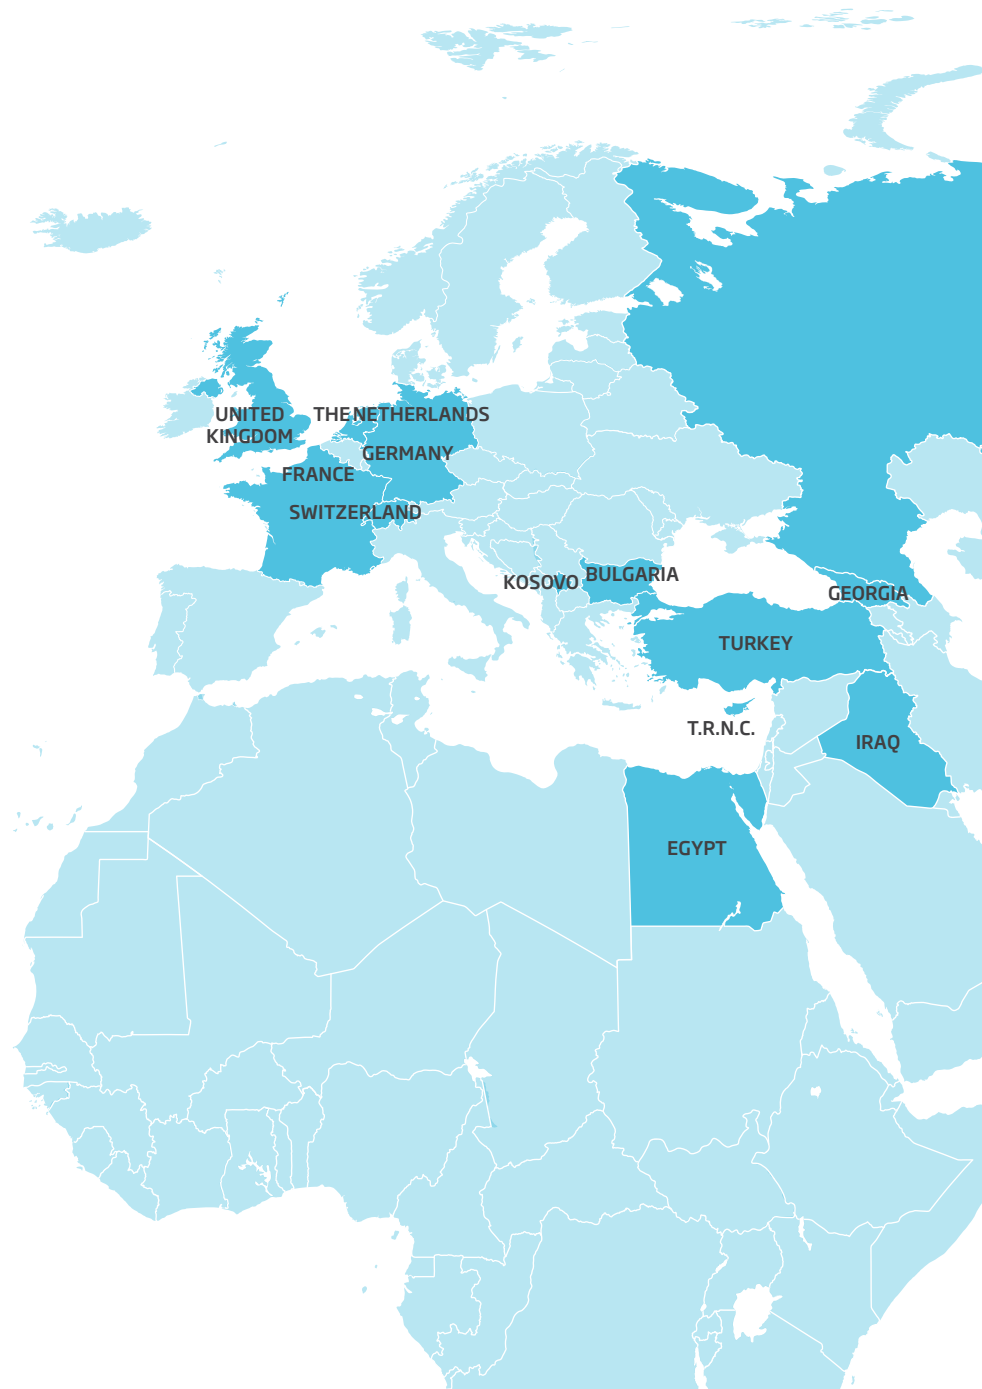 UNITED
KINGDOM
THE NETHERLANDS
GERMANY
FRANCE
SWITZERLAND
KOSOVO
BULGARIA
GEORGIA
TURKEY
T.R.N.C.
IRAQ
EGYPT